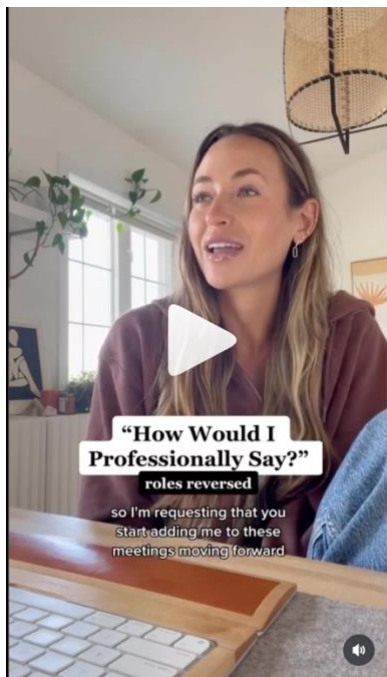 “How Would I
Professionally Say?”
roles reversed
so I'm requesting that you
start adding me to these
meetings moving forward